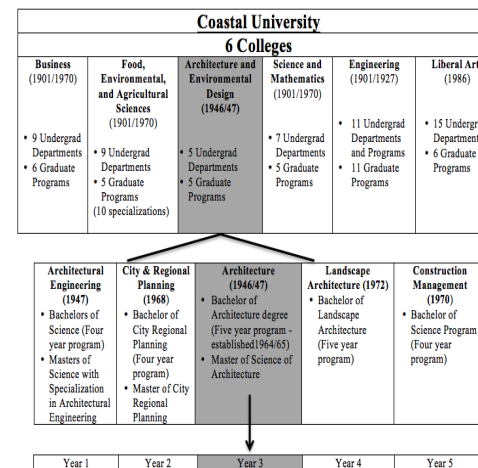 Coastal University
6 Colleges
Business
(1901/1970)
• 9 Undergrad
Departments
• 6 Graduate
Programs
Food,
Environmental,
and Agricultural
Sciences
(1901/1970)
• 9 Undergrad
Departments
• 5 Graduate
Programs
(10 specializations)
Architecture and
Environmental
Design
(1946/47)
• 5 Undergrad
Departments
• 5 Graduate
Programs
Science and
Mathematics
(1901/1970)
• 7 Undergrad
Departments
• 5 Graduate
Programs
Engineering
(1901/1927)
• 11 Undergrad
Departments
and Programs
• 11 Graduate
Programs
Liberal Art
(1986)
• 15 Undergr
Department
• 6 Graduate
Programs
Architectural
Engineering
(1947)
• Bachelors of
Science (Four
year program)
• Masters of
Science with
Specialization
in Architectural
Engineering
City & Regional
Planning
(1968)
• Bachelor of
City Regional
Planning
(Four year
program)
• Master of City
Regional
Planning
Architecture
(1946/47)
• Bachelor of
Architecture degree
(Five year program -
established1964/65)
• Master of Science of
Architecture
Landscape
Architecture (1972)
• Bachelor of
Landscape
Architecture
(Five year
program)
Construction
Management
(1970)
• Bachelor of
Science Program
(Four year
program)
Year 1
Year 2
Year 3
Year 4
Year 5